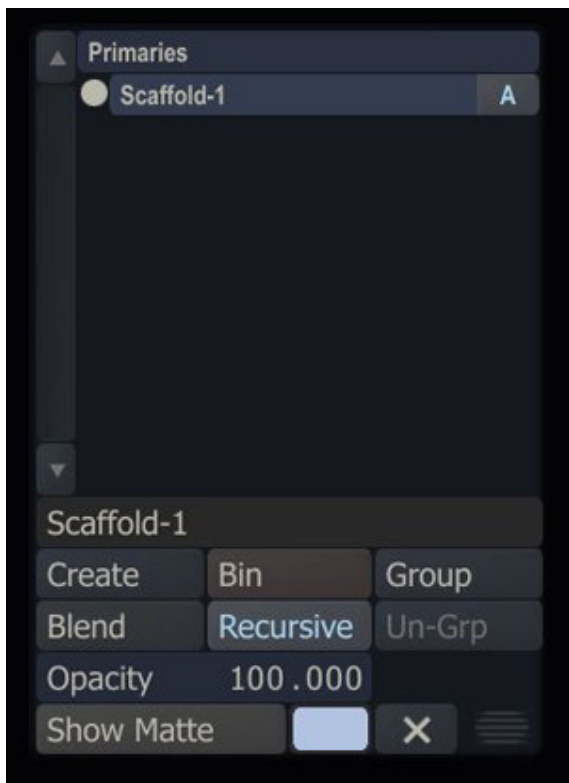 Primaries
Scaffold-1 A
Scaffold-1
Create Bin Group
Blend Recursive Un-Grp
Opacity 100.000
Show Matte